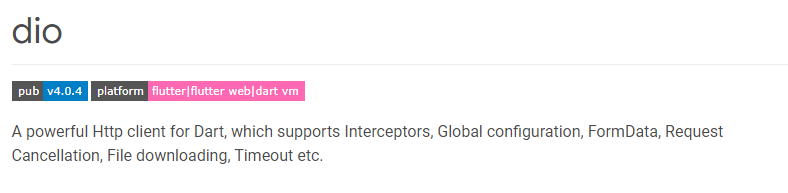 dio
pub v4.0.4 platform flutter|flutter web|dart vm
A powerful Http client for Dart, which supports Interceptors, Global configuration, FormData, Request
Cancellation, File downloading, Timeout etc.